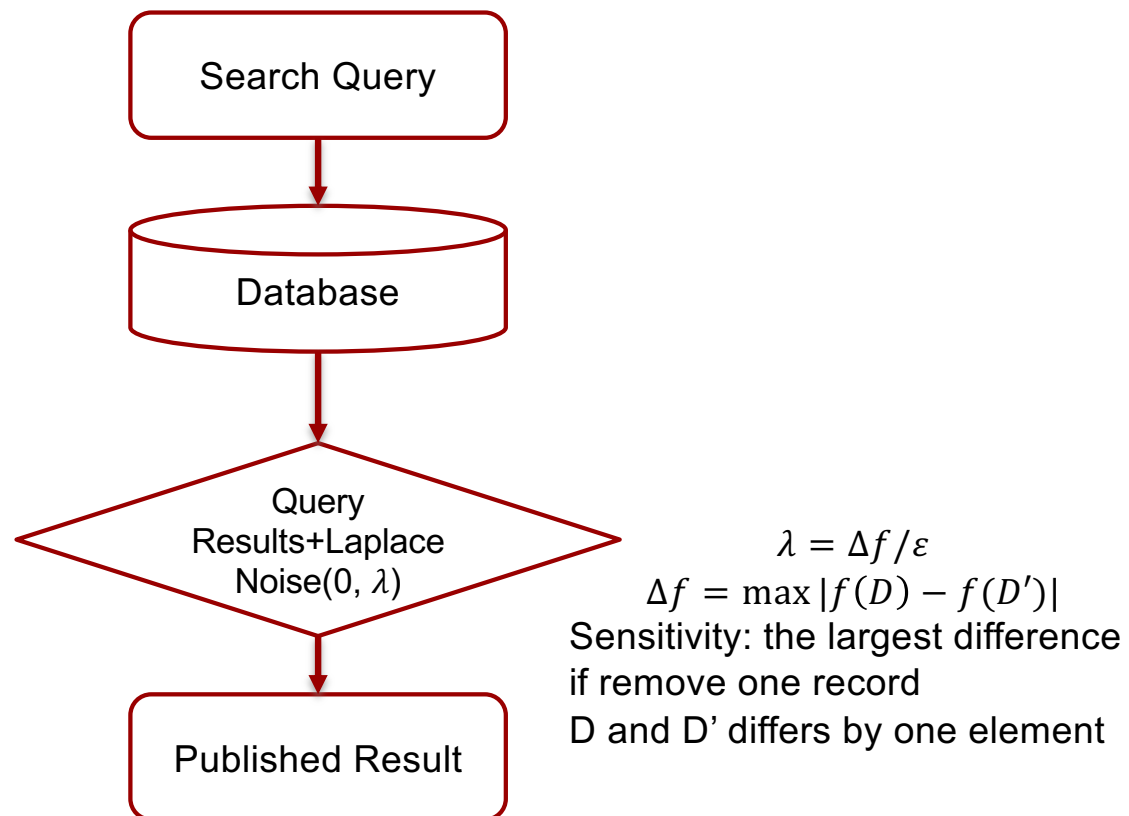 Search Query
Database
Query
Results+Laplace
Noise(0, λ)
λ = Δf/ε
Δf = max |f(D) − f(D′)|
Sensitivity: the largest difference
if remove one record
D and D’ differs by one element
Published Result